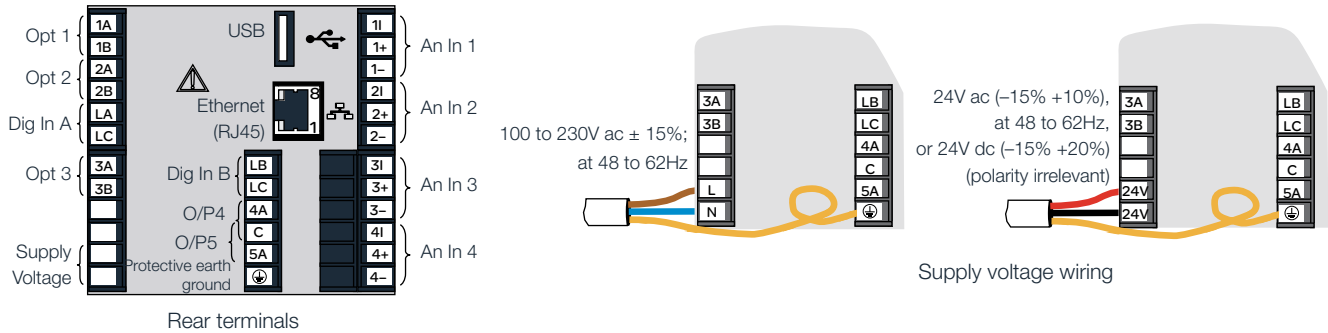 Opt 1
Opt 2
Dig In A
Opt 3
Supply
Voltage
1A
1B
2A
2B
LA
LC
3A
3B
USB
Ethernet
(RJ45)
8
1
Dig In B
O/P4
O/P5
Protective earth
ground
LB
LC
4A
C
5A
1I
1+
1–
2I
2+
2–
3I
3+
3–
4I
4+
4–
An In 1
An In 2
An In 3
An In 4
Rear terminals
100 to 230V ac ± 15%;
at 48 to 62Hz
3A
3B
L
N
LB
LC
4A
C
5A
24V ac (–15% +10%),
at 48 to 62Hz,
or 24V dc (–15% +20%)
(polarity irrelevant)
3A
3B
24V
24V
LB
LC
4A
C
5A
Supply voltage wiring